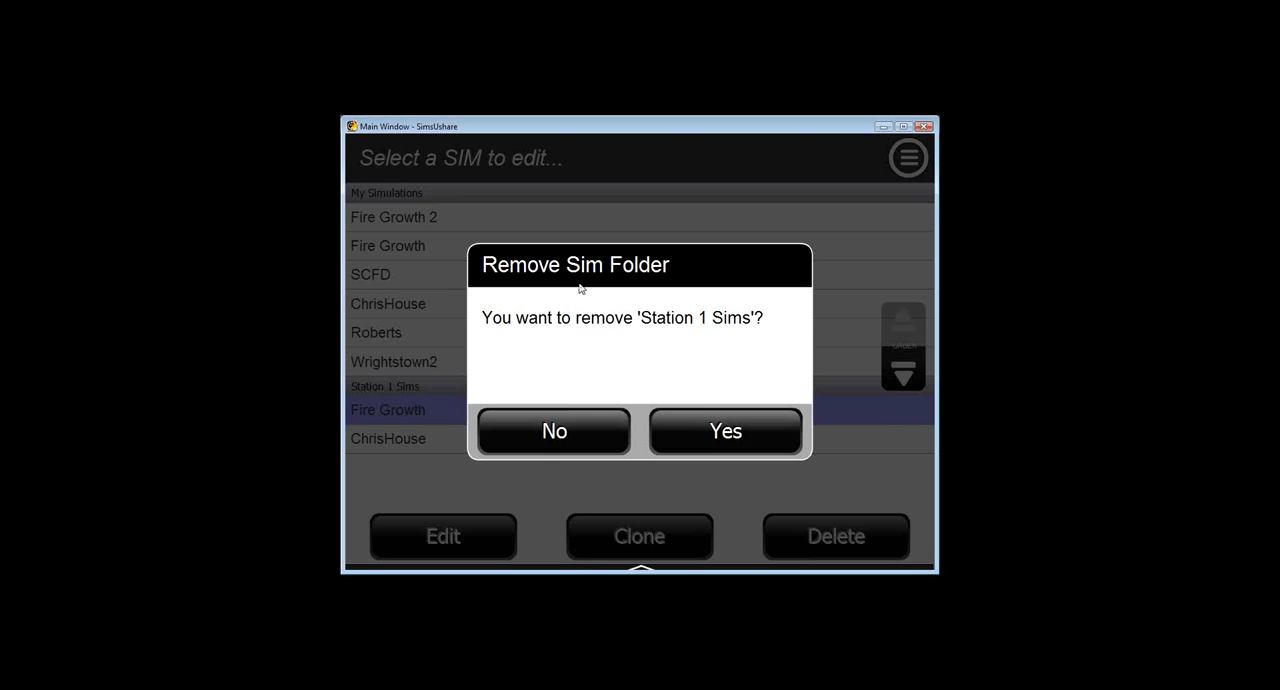 Main Window - SimsUshare
Select a SIM to edit...
My Simulations
Fire Growth 2
Fire Growth
SCFD
ChrisHouse
Roberts
Wrightstown2
Station 1 Sims
Fire Growth
ChrisHouse
ORDER
Remove Sim Folder
You want to remove 'Station 1 Sims'?
No
Yes
Edit
Clone
Delete